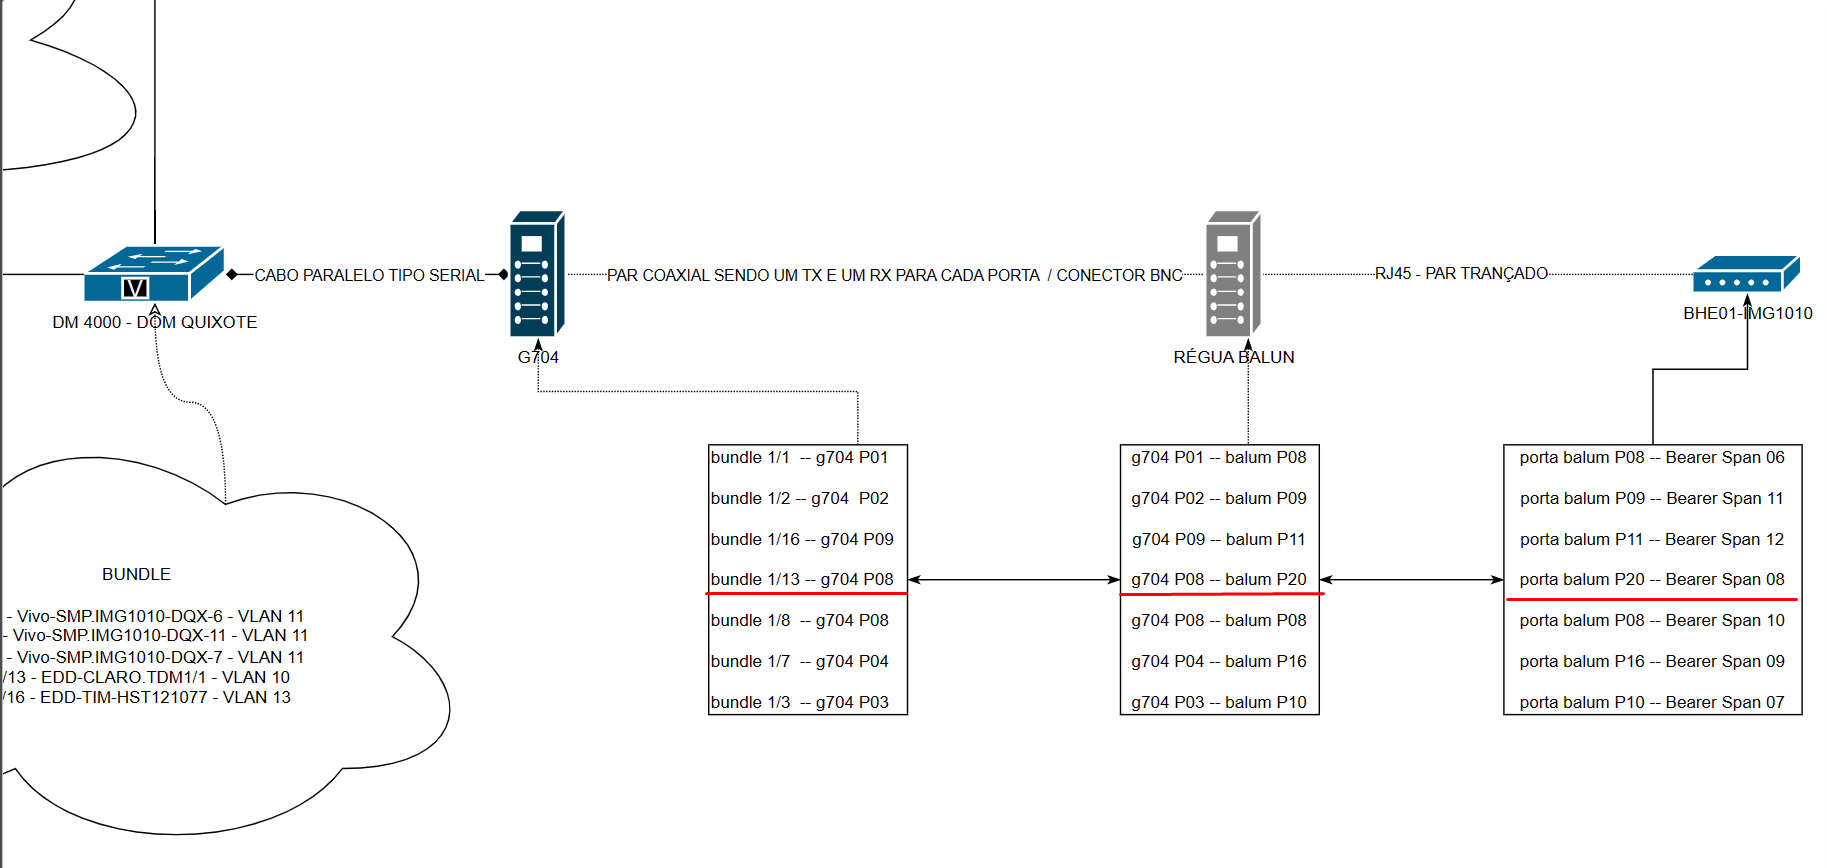 CABO PARALELO TIPO SERIAL
PAR COAXIAL SENDO UM TX E UM RX PARA CADA PORTA / CONECTOR BNC
RJ45 - PAR TRANÇADO
V
DM 4000 - DOM QUIXOTE
G704
RÉGUA BALUN
BHE01-IMG1010
bundle 1/1 -- g704 P01
bundle 1/2 -- g704 P02
bundle 1/16 -- g704 P09
bundle 1/13 -- g704 P08
bundle 1/8 -- g704 P08
bundle 1/7 -- g704 P04
bundle 1/3 -- g704 P03
g704 P01 -- balum P08
g704 P02 -- balum P09
g704 P09 -- balum P11
g704 P08 -- balum P20
g704 P08 -- balum P08
g704 P04 -- balum P16
g704 P03 -- balum P10
porta balum P08 -- Bearer Span 06
porta balum P09 -- Bearer Span 11
porta balum P11 -- Bearer Span 12
porta balum P20 -- Bearer Span 08
porta balum P08 -- Bearer Span 10
porta balum P16 -- Bearer Span 09
porta balum P10 -- Bearer Span 07
BUNDLE
- Vivo-SMP.IMG1010-DQX-6 - VLAN 11
- Vivo-SMP.IMG1010-DQX-11 - VLAN 11
- Vivo-SMP.IMG1010-DQX-7 - VLAN 11
/13 - EDD-CLARO.TDM1/1 - VLAN 10
/16 - EDD-TIM-HST121077 - VLAN 13